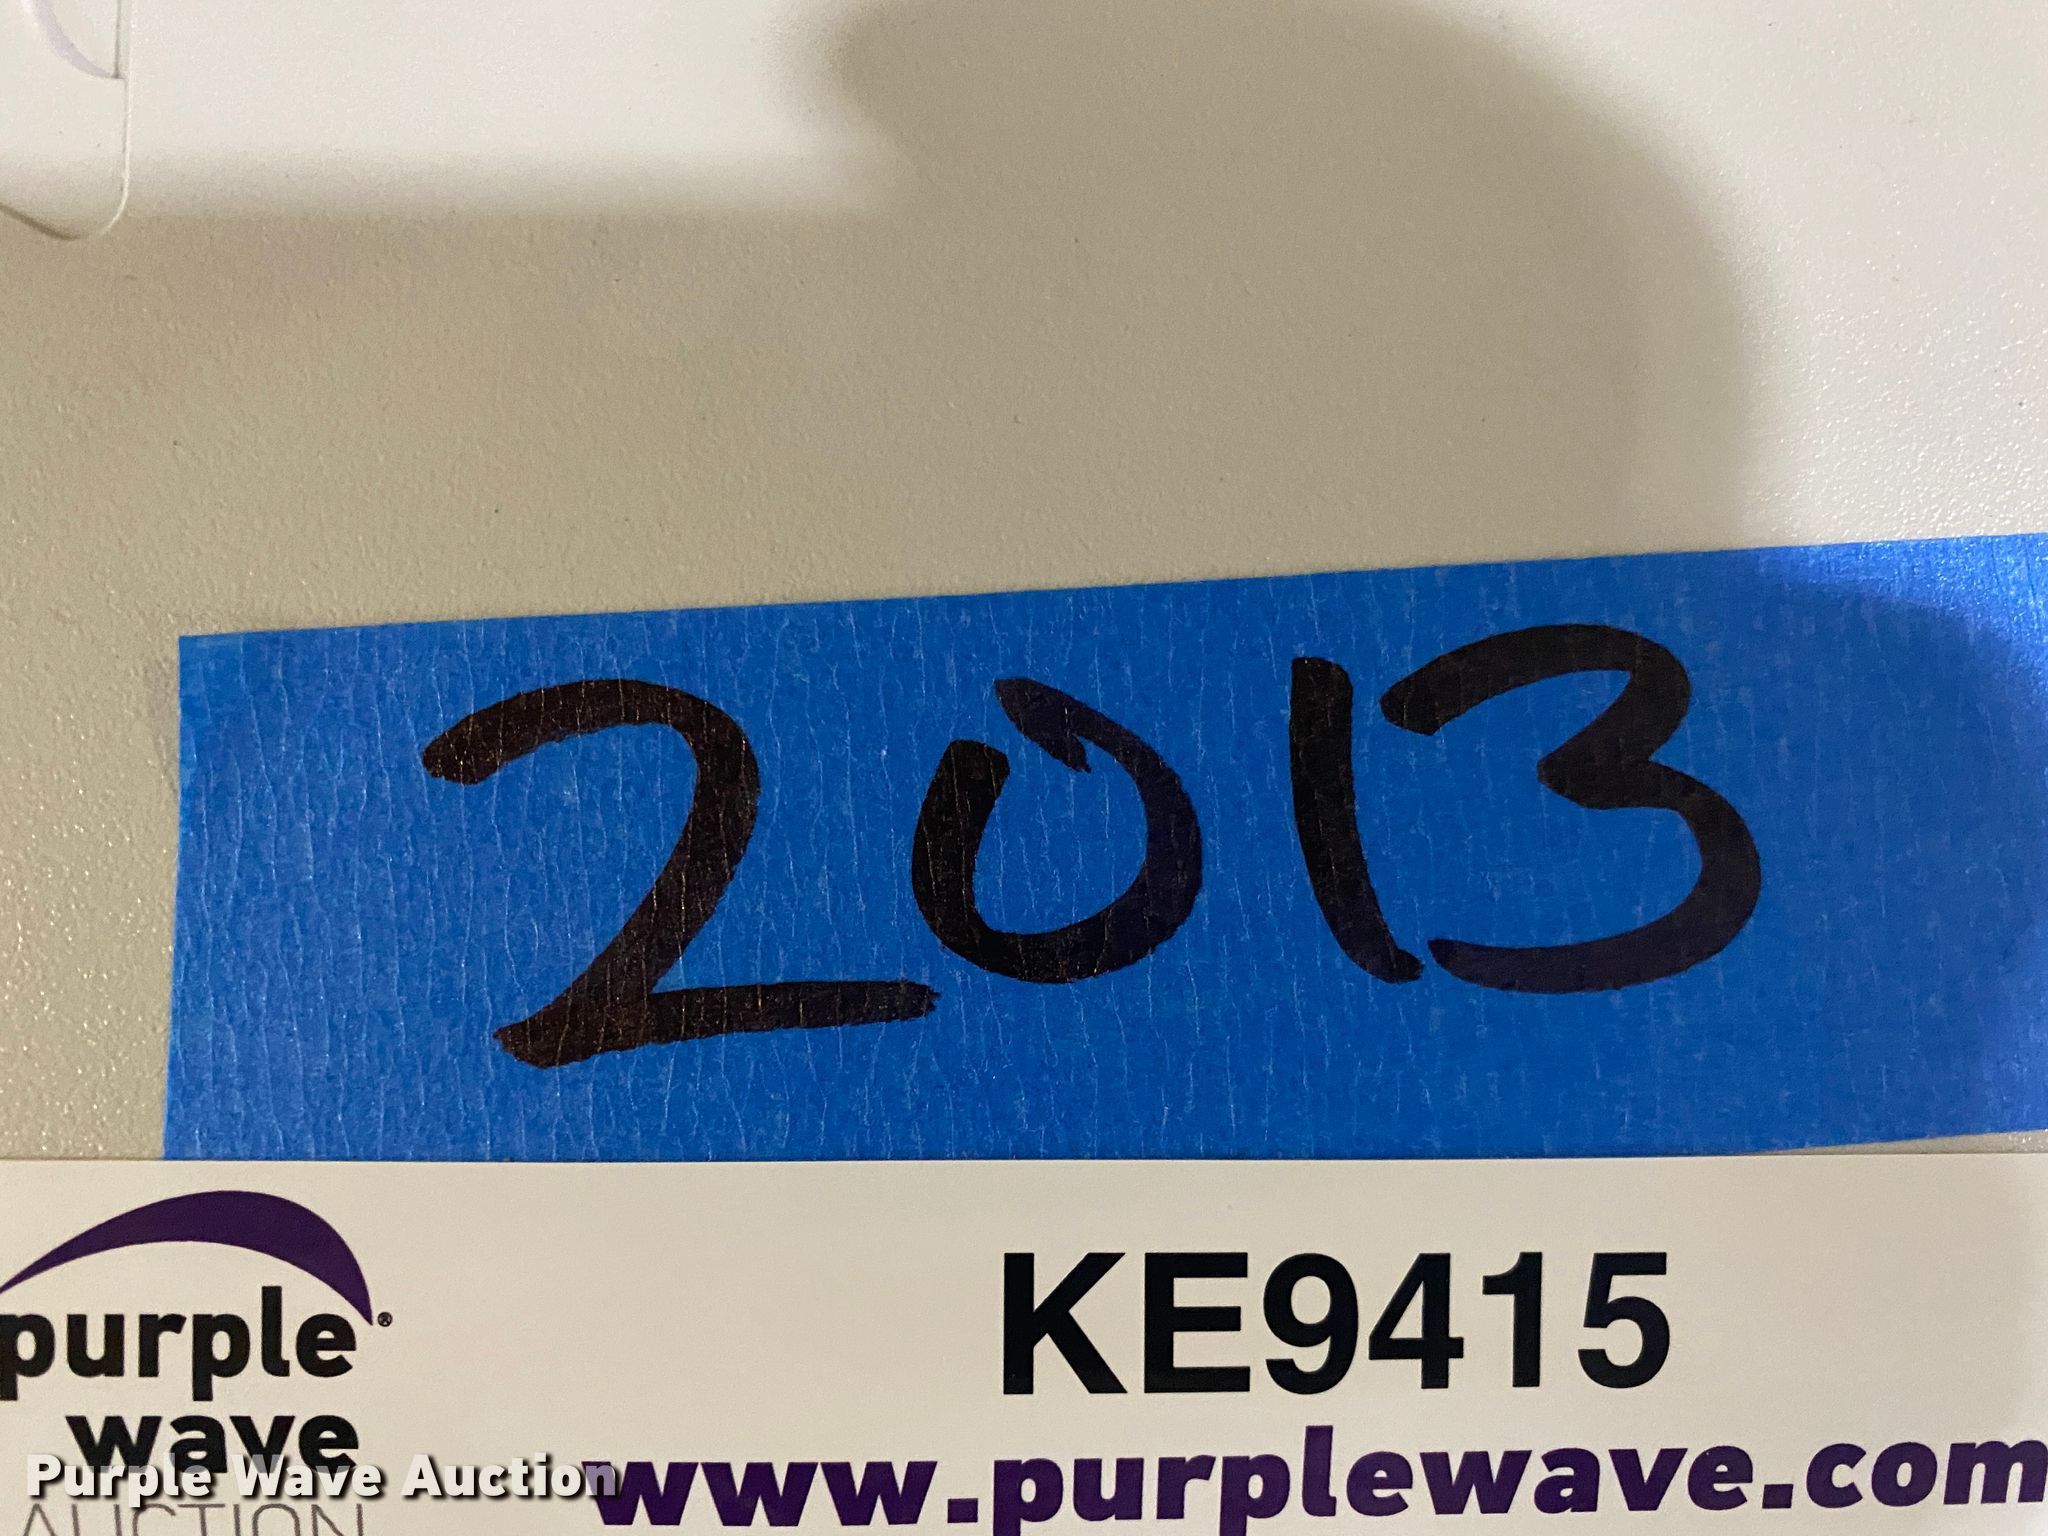 2013
purple®
wave
AUCTION
KE9415
www.purplewave.com
Purple Wave Auction